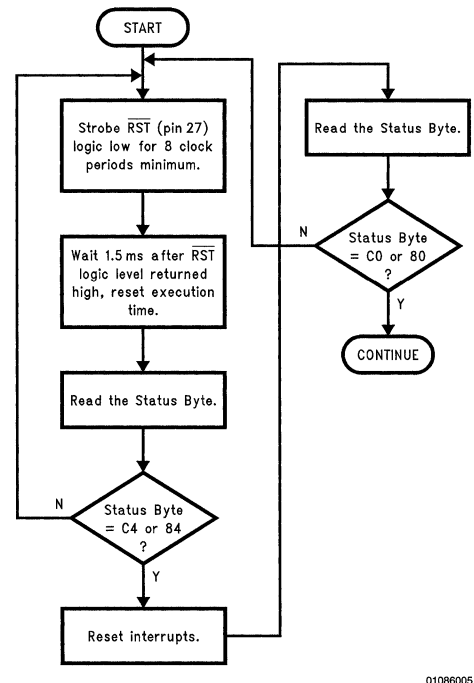 START
Strobe RST (pin 27)
logic low for 8 clock
periods minimum.
Wait 1.5 ms after RST
logic level returned
high, reset execution
time.
Read the Status Byte.
N
Status Byte
= C4 or 84
?
Y
Reset interrupts.
Read the Status Byte.
N
Status Byte
= C0 or 80
?
Y
CONTINUE
01086005